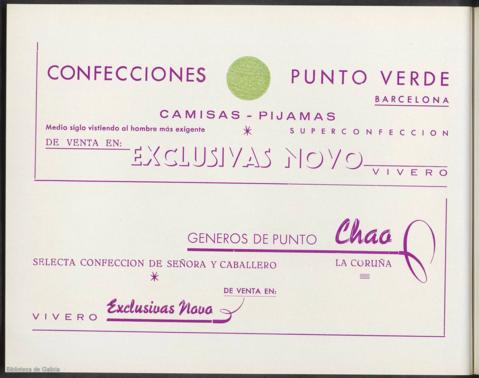 CONFECCIONES PUNTO VERDE
BARCELONA
CAMISAS - PIJAMAS
Medio siglo vistiendo al hombre más exigente * SUPERCONFECCION
DE VENTA EN: EXCLUSIVAS NOVO
VIVERO
GENEROS DE PUNTO Chao
SELECTA CONFECCION DE SEÑORA Y CABALLERO LA CORUÑA
*
DE VENTA EN:
VIVERO Exclusivas Novo
Biblioteca de Galicia